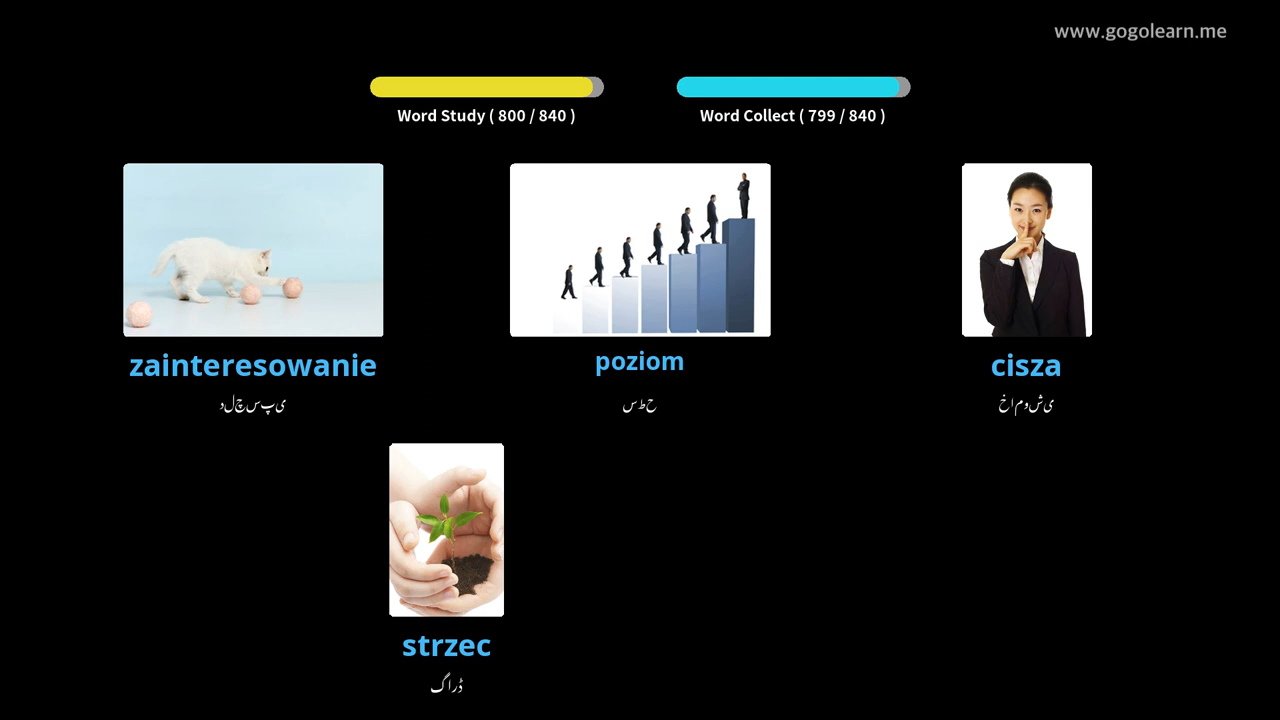 www.gogolearn.me
Word Study ( 800 / 840 )
Word Collect ( 799 / 840 )
zainteresowanie
دلچسپی
poziom
سطح
cisza
خاموشی
strzec
گارڈ